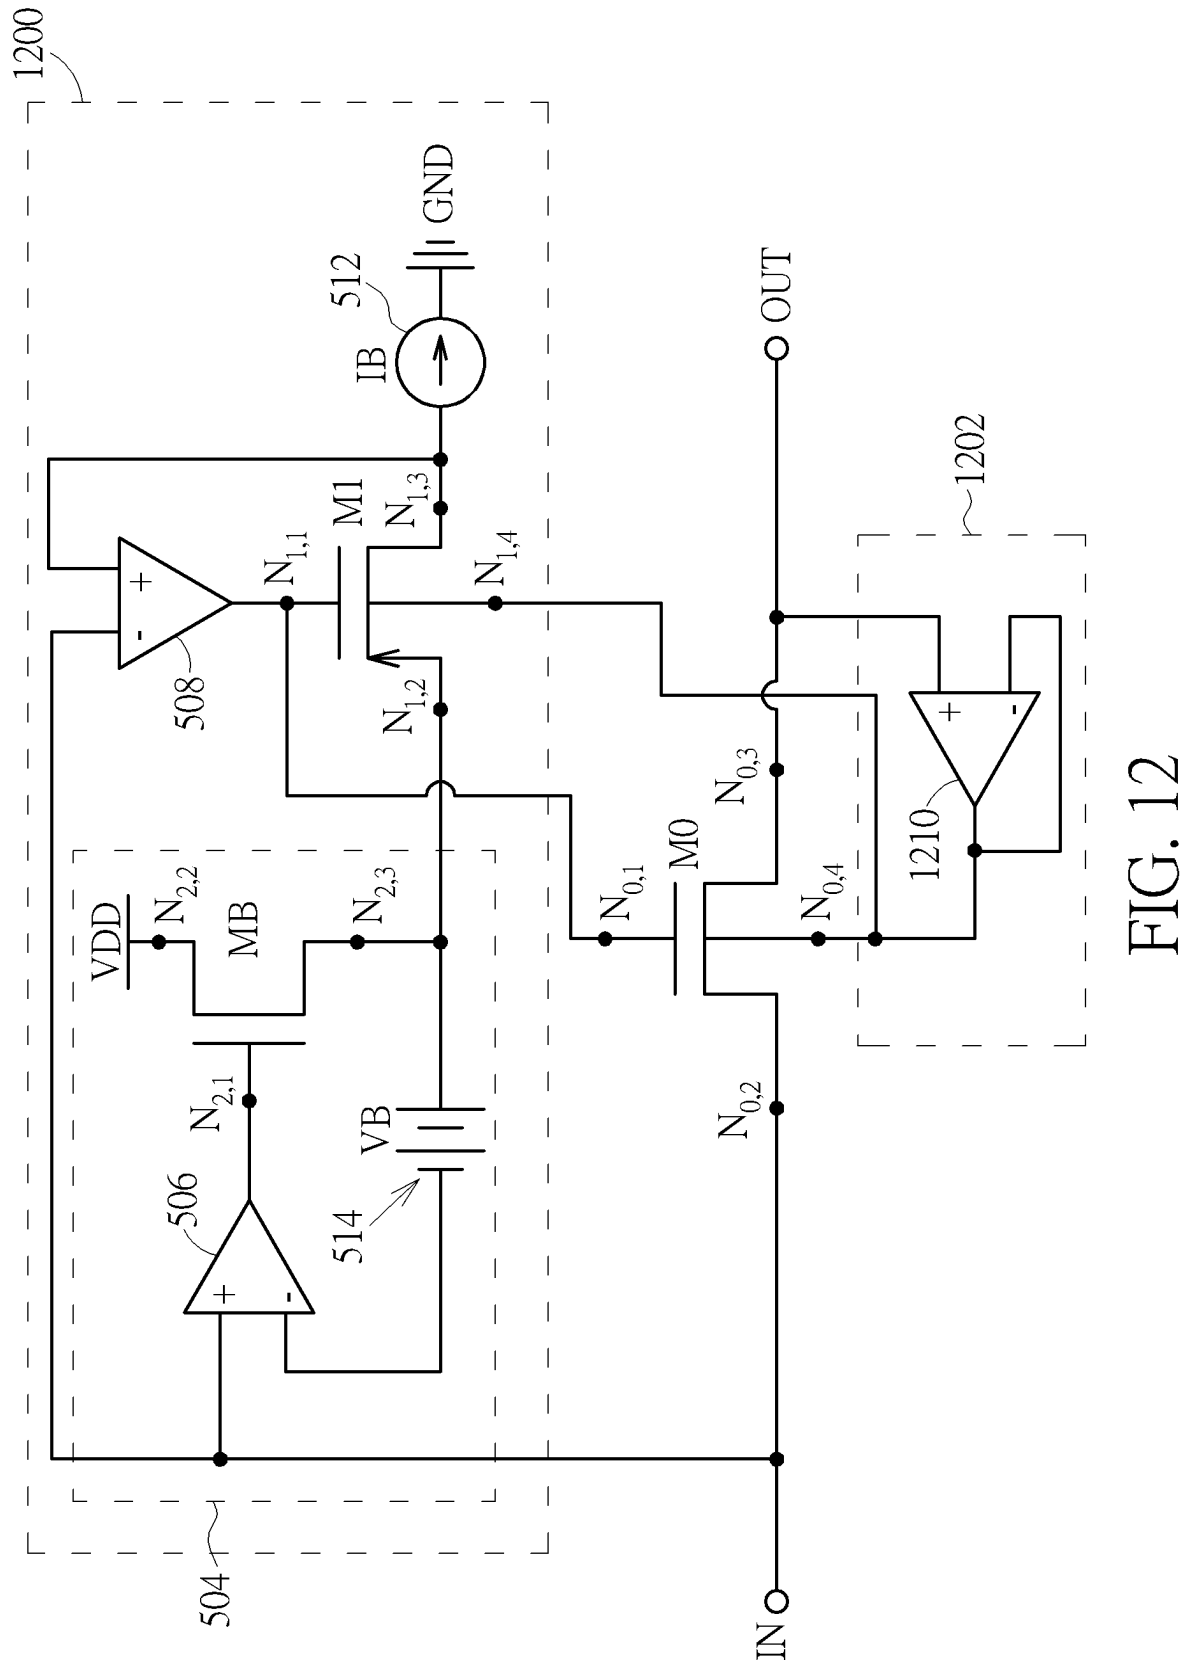 1200
504
506
+
-
N2,1
VDD
N2,2
MB
N2,3
514
VB
508
-
+
N1,1
M1
N1,2
N1,3
N1,4
IB
512
GND
IN
N0,2
N0,1
M0
N0,3
N0,4
OUT
1202
1210
+
-
FIG. 12